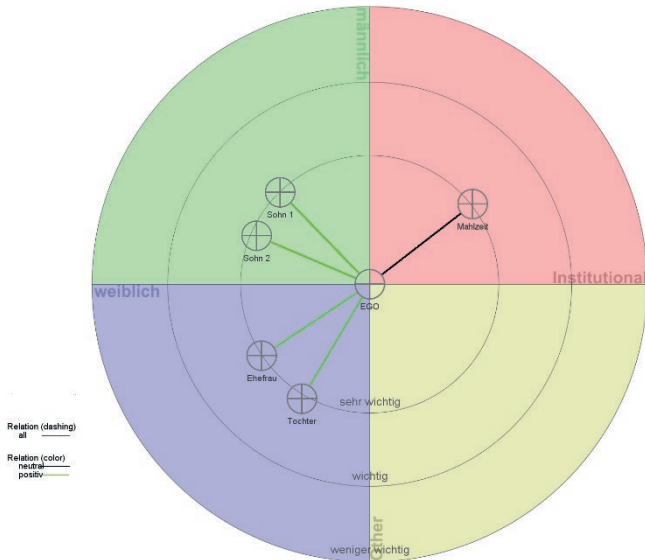 männlich
Sohn 1
Mahlzeit
Sohn 2
Institutional
weiblich
EGO
Ehefrau
sehr wichtig
Tochter
Relation (dashing)
all
Relation (color)
neutral
positiv
wichtig
Other
weniger wichtig